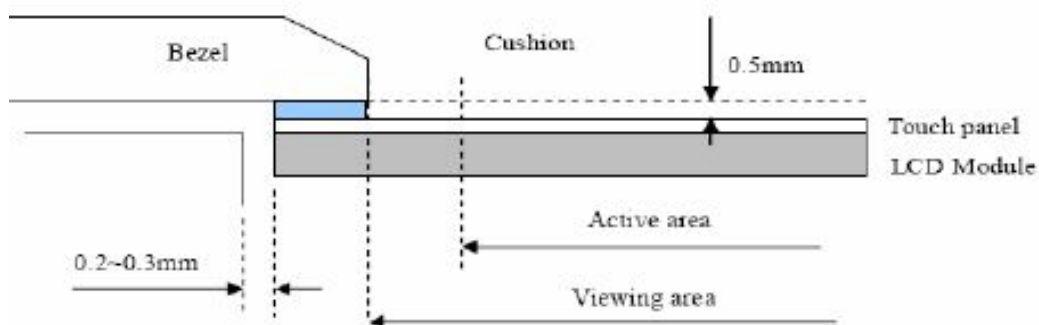 Cushion
Bezel
0.5mm
Touch panel
LCD Module
Active area
0.2~0.3mm
Viewing area